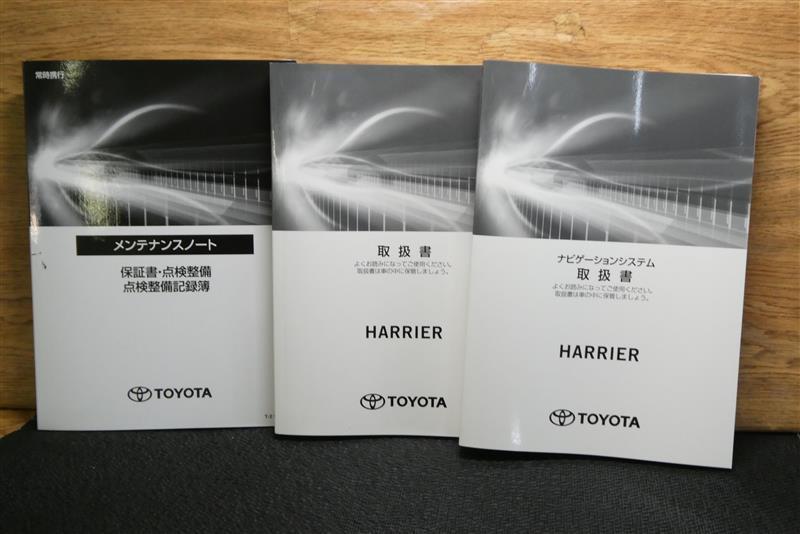 常時携行
メンテナンスノート
保証書・点検整備
点検整備記録簿
TOYOTA
取扱書
よくお読みになってご使用ください。
取扱書は車の中に保管しましょう。
HARRIER
TOYOTA
ナビゲーションシステム
取扱書
よくお読みになってご使用ください。
取扱書は車の中に保管しましょう。
HARRIER
TOYOTA